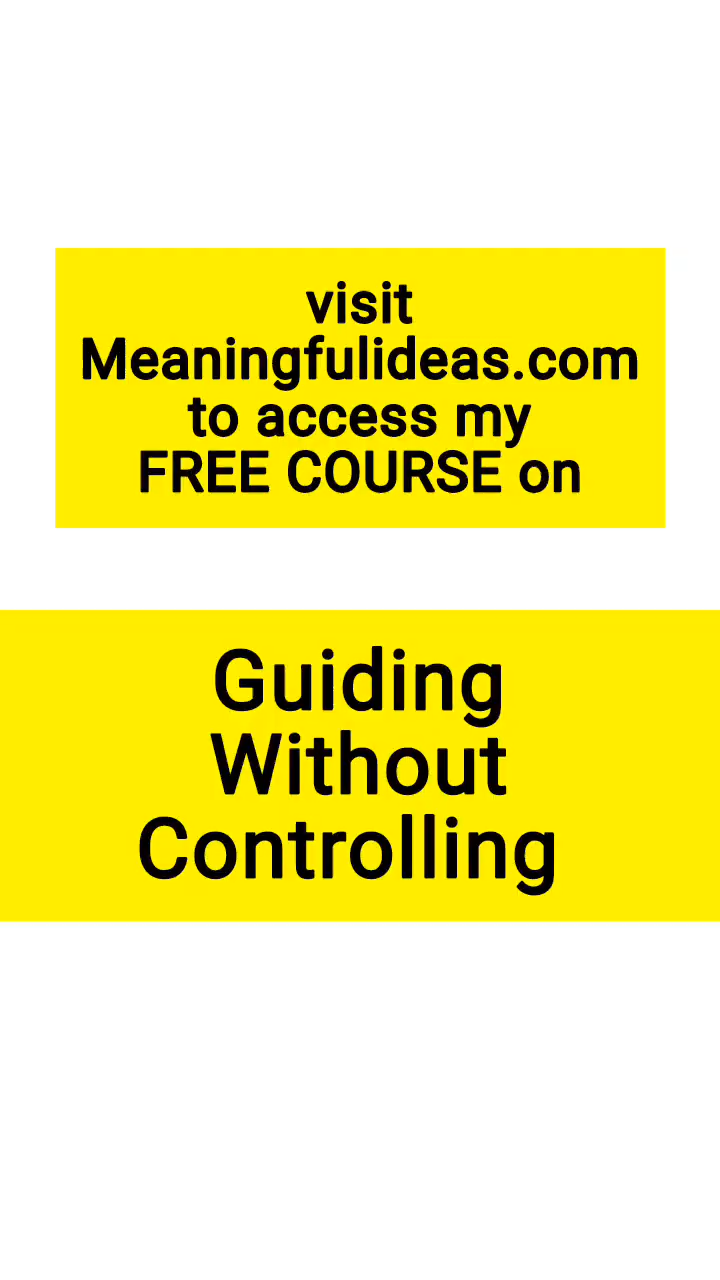 visit
Meaningfulideas.com
to access my
FREE COURSE on
Guiding
Without
Controlling